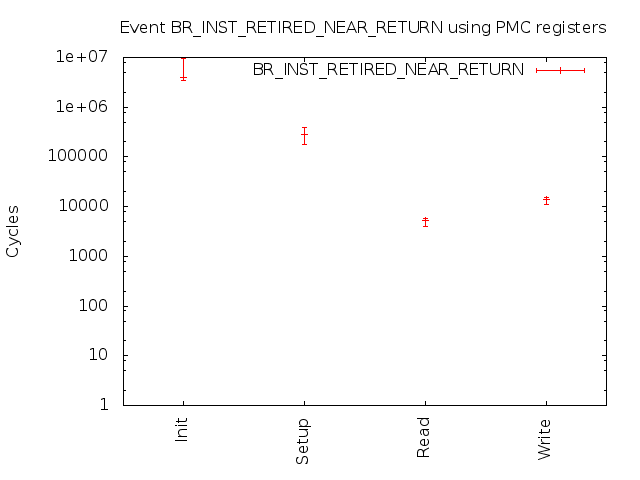 Event BR_INST_RETIRED_NEAR_RETURN using PMC registers
BR_INST_RETIRED_NEAR_RETURN
1e+07
1e+06
100000
10000
1000
100
10
1
Cycles
Init
Setup
Read
Write